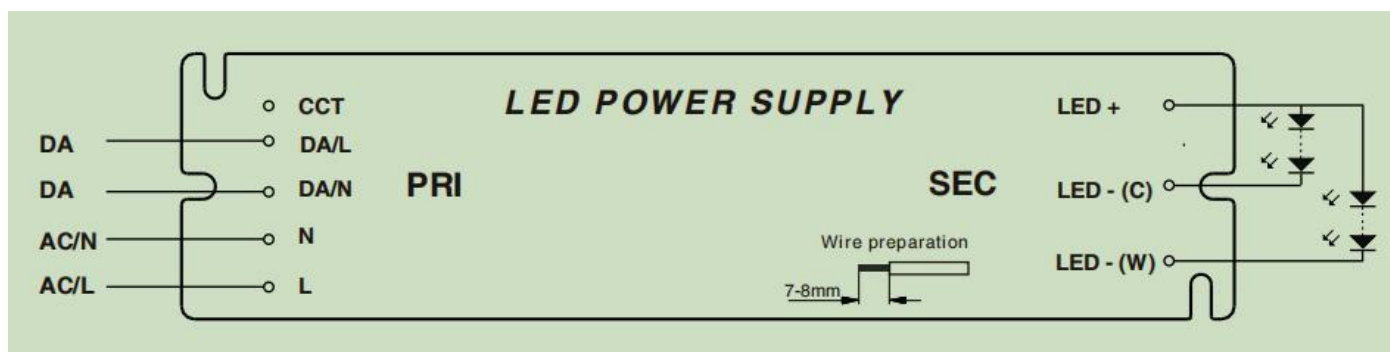 LED POWER SUPPLY
CCT
DA
DA/L
DA
DA/N
AC/N
N
AC/L
L
PRI
SEC
LED +
LED - (C)
LED - (W)
Wire preparation
7-8mm